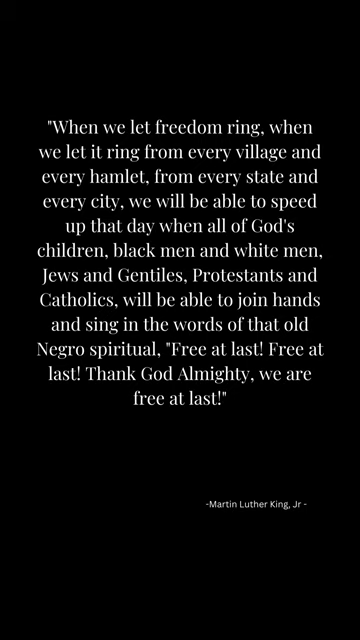 "When we let freedom ring, when
we let it ring from every village and
every hamlet, from every state and
every city, we will be able to speed
up that day when all of God's
children, black men and white men,
Jews and Gentiles, Protestants and
Catholics, will be able to join hands
and sing in the words of that old
Negro spiritual, "Free at last! Free at
last! Thank God Almighty, we are
free at last!"
-Martin Luther King, Jr -